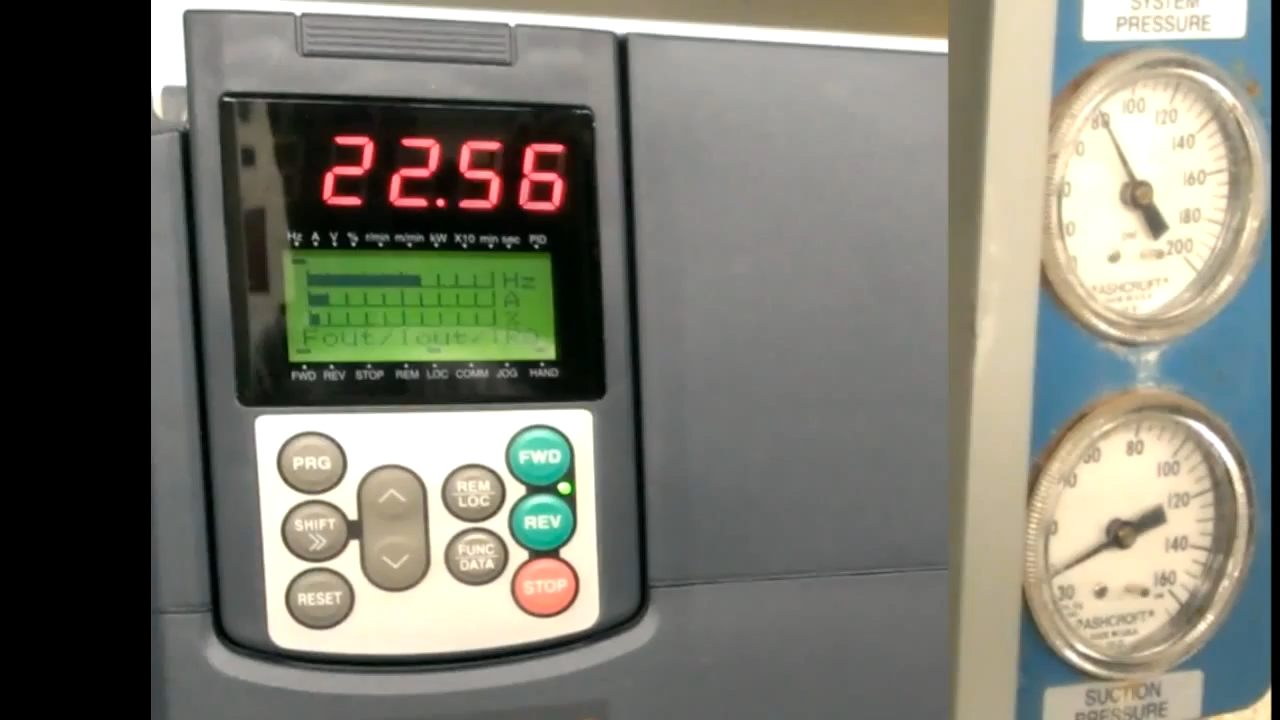 22.56
Hz A V % r/min m/min kW X10 min sec PID
Hz
A
%
Fout/Iout/
FWD REV STOP REM LOC COMM JOG HAND
PRG
SHIFT
RESET
REM
LOC
FUNC
DATA
FWD
REV
STOP
SYSTEM
PRESSURE
80 100 120 140 160 180 200
ASHCROFT
80 100 120 140 160
30
ASHCROFT
SUCTION
PRESSURE